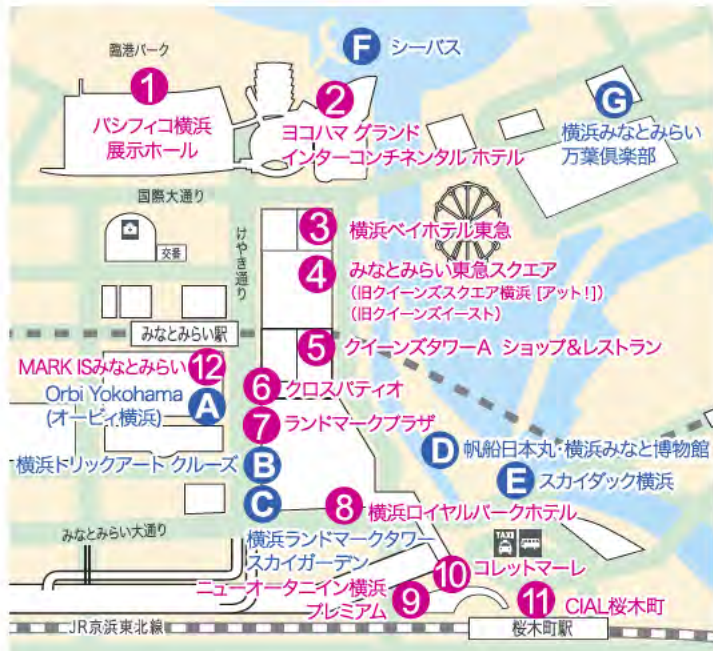 臨港パーク
F シーバス
1
パシフィコ横浜
展示ホール
2
ヨコハマ グランド
インターコンチネンタル ホテル
G
横浜みなとみらい
万葉倶楽部
国際大通り
けやき通り
交番
3 横浜ベイホテル東急
4 みなとみらい東急スクエア
(旧クイーンズスクエア横浜 [アット!])
(旧クイーンズイースト)
みなとみらい駅
5 クイーンズタワーA ショップ&レストラン
MARK ISみなとみらい 12
6 クロスパティオ
Orbi Yokohama
(オービィ横浜)
A
7 ランドマークプラザ
横浜トリックアート クルーズ B
D 帆船日本丸・横浜みなと博物館
E スカイダック横浜
C
横浜ランドマークタワー
スカイガーデン
8 横浜ロイヤルパークホテル
みなとみらい大通り
TAXI
10 コレットマーレ
ニューオータニイン横浜
プレミアム
9
11 CIAL桜木町
JR京浜東北線
桜木町駅